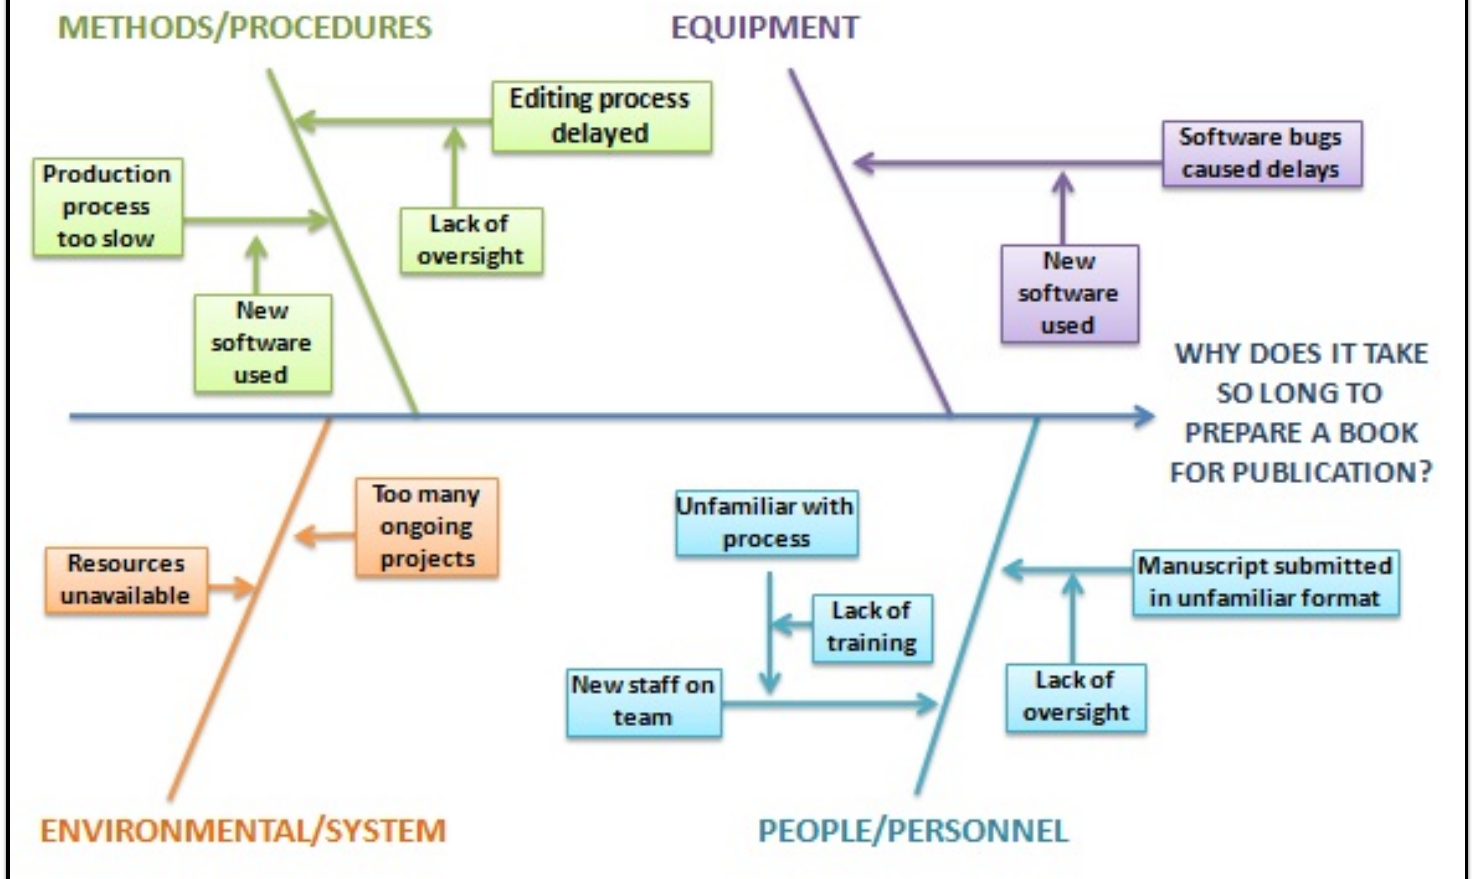 METHODS/PROCEDURES
EQUIPMENT
Editing process
delayed
Production
process
too slow
Lack of
oversight
New
software
used
Software bugs
caused delays
New
software
used
WHY DOES IT TAKE
SO LONG TO
PREPARE A BOOK
FOR PUBLICATION?
Too many
ongoing
projects
Resources
unavailable
Unfamiliar with
process
Lack of
training
New staff on
team
Manuscript submitted
in unfamiliar format
Lack of
oversight
ENVIRONMENTAL/SYSTEM
PEOPLE/PERSONNEL